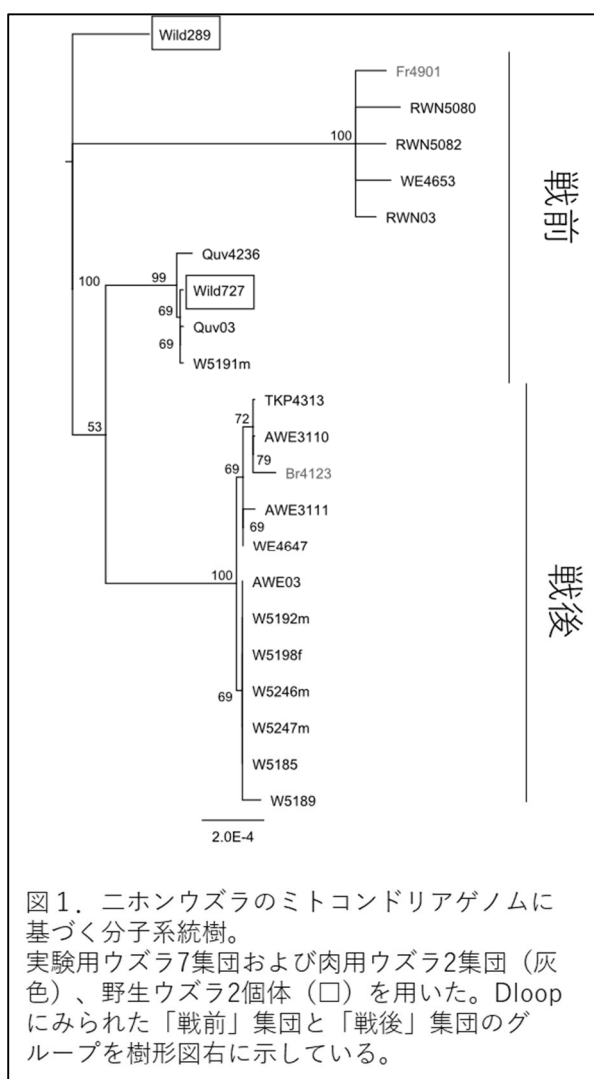 Wild289
Fr4901
RWN5080
100
RWN5082
WE4653
RWN03
戦前
Quv4236
99
100
Wild727
69
Quv03
69
W5191m
TKP4313
53
72
AWE3110
79
69
Br4123
AWE3111
69
WE4647
100
AWE03
戦後
W5192m
W5198f
69
W5246m
W5247m
W5185
W5189
2.0E-4
図1．ニホンウズラのミトコンドリアゲノムに
基づく分子系統樹。
実験用ウズラ7集団および肉用ウズラ2集団（灰
色）、野生ウズラ2個体（□）を用いた。Dloop
にみられた「戦前」集団と「戦後」集団のグ
ループを樹形図右に示している。